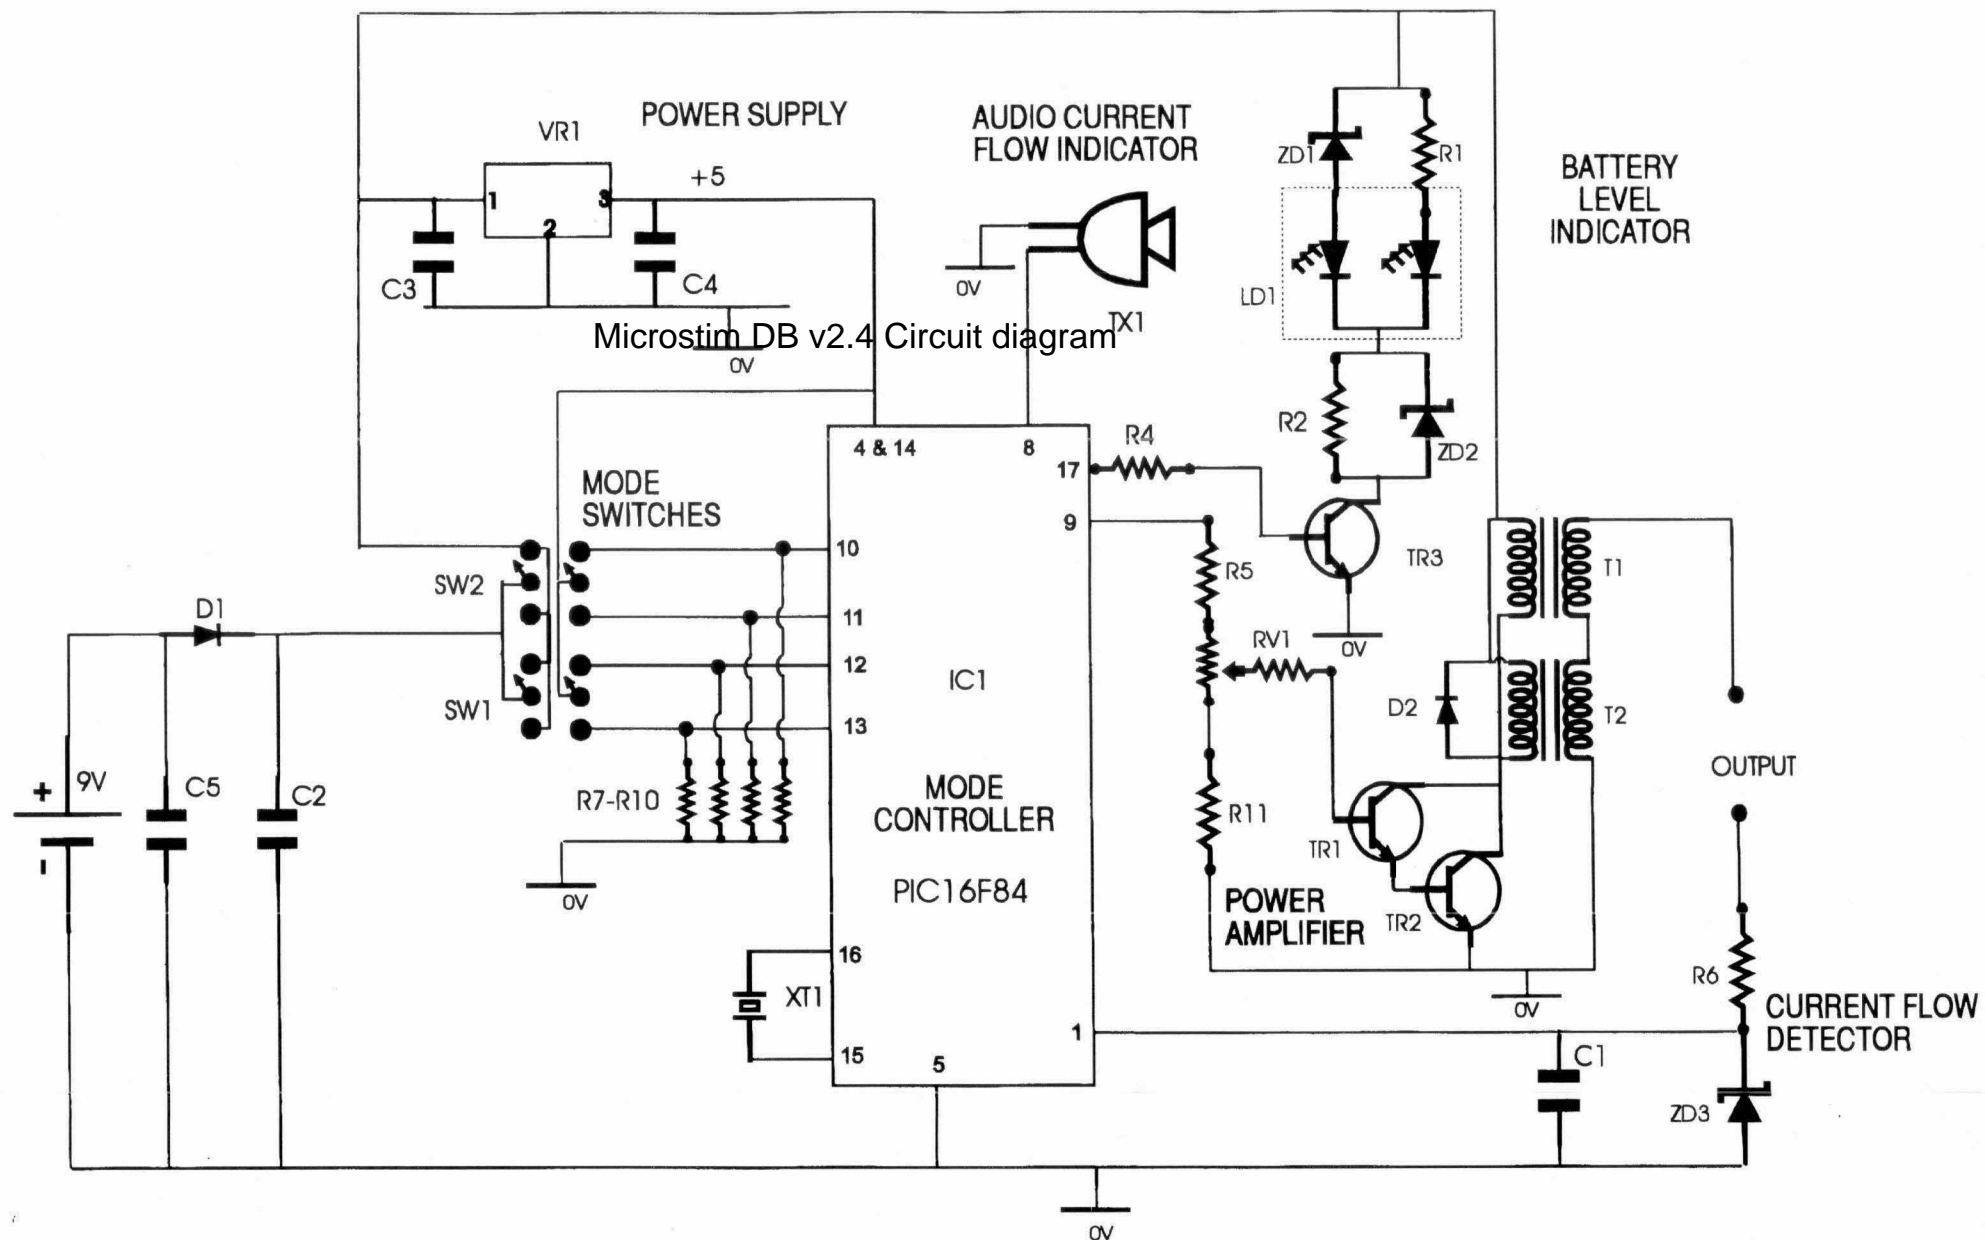 POWER SUPPLY
VR1
+5
1
3
2
C3
C4
0V
Microstim DB v2.4 Circuit diagram
AUDIO CURRENT
FLOW INDICATOR
0V
TX1
ZD1
R1
LD1
BATTERY
LEVEL
INDICATOR
R2
ZD2
R4
TR3
0V
MODE
SWITCHES
SW2
SW1
D1
9V
+
-
C5
C2
R7-R10
0V
4 & 14
8
17
9
10
11
12
13
IC1
MODE
CONTROLLER
PIC16F84
16
15
5
1
XT1
R5
RV1
R11
D2
T1
T2
TR1
TR2
POWER
AMPLIFIER
0V
OUTPUT
R6
CURRENT FLOW
DETECTOR
C1
ZD3
0V